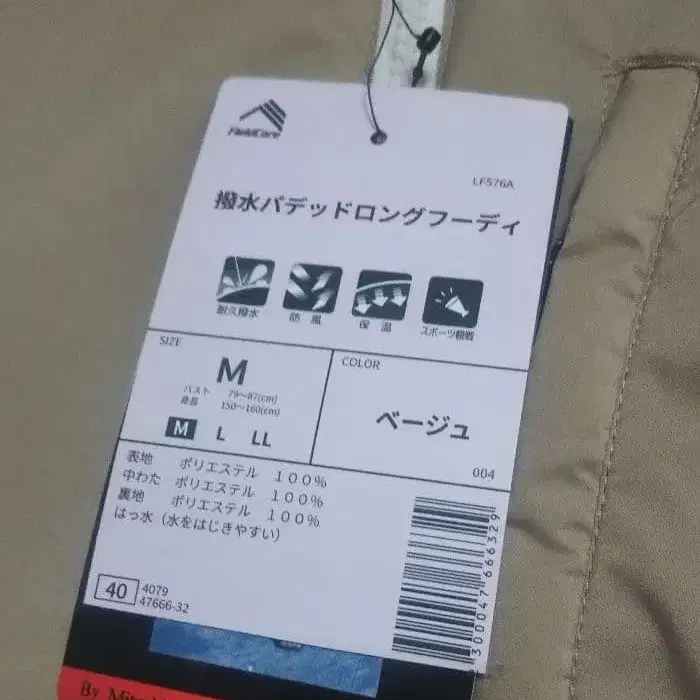 FieldCore
LF576A
撥水パデッドロングフーディ
耐久撥水
防風
保温
スポーツ観戦
SIZE
M
バスト 79~87(cm)
身長 150~160(cm)
M L LL
COLOR
ベージュ
004
表地 ポリエステル 100%
中わた ポリエステル 100%
裏地 ポリエステル 100%
はっ水(水をはじきやすい)
40
4079
47666-32
2300047666329
By